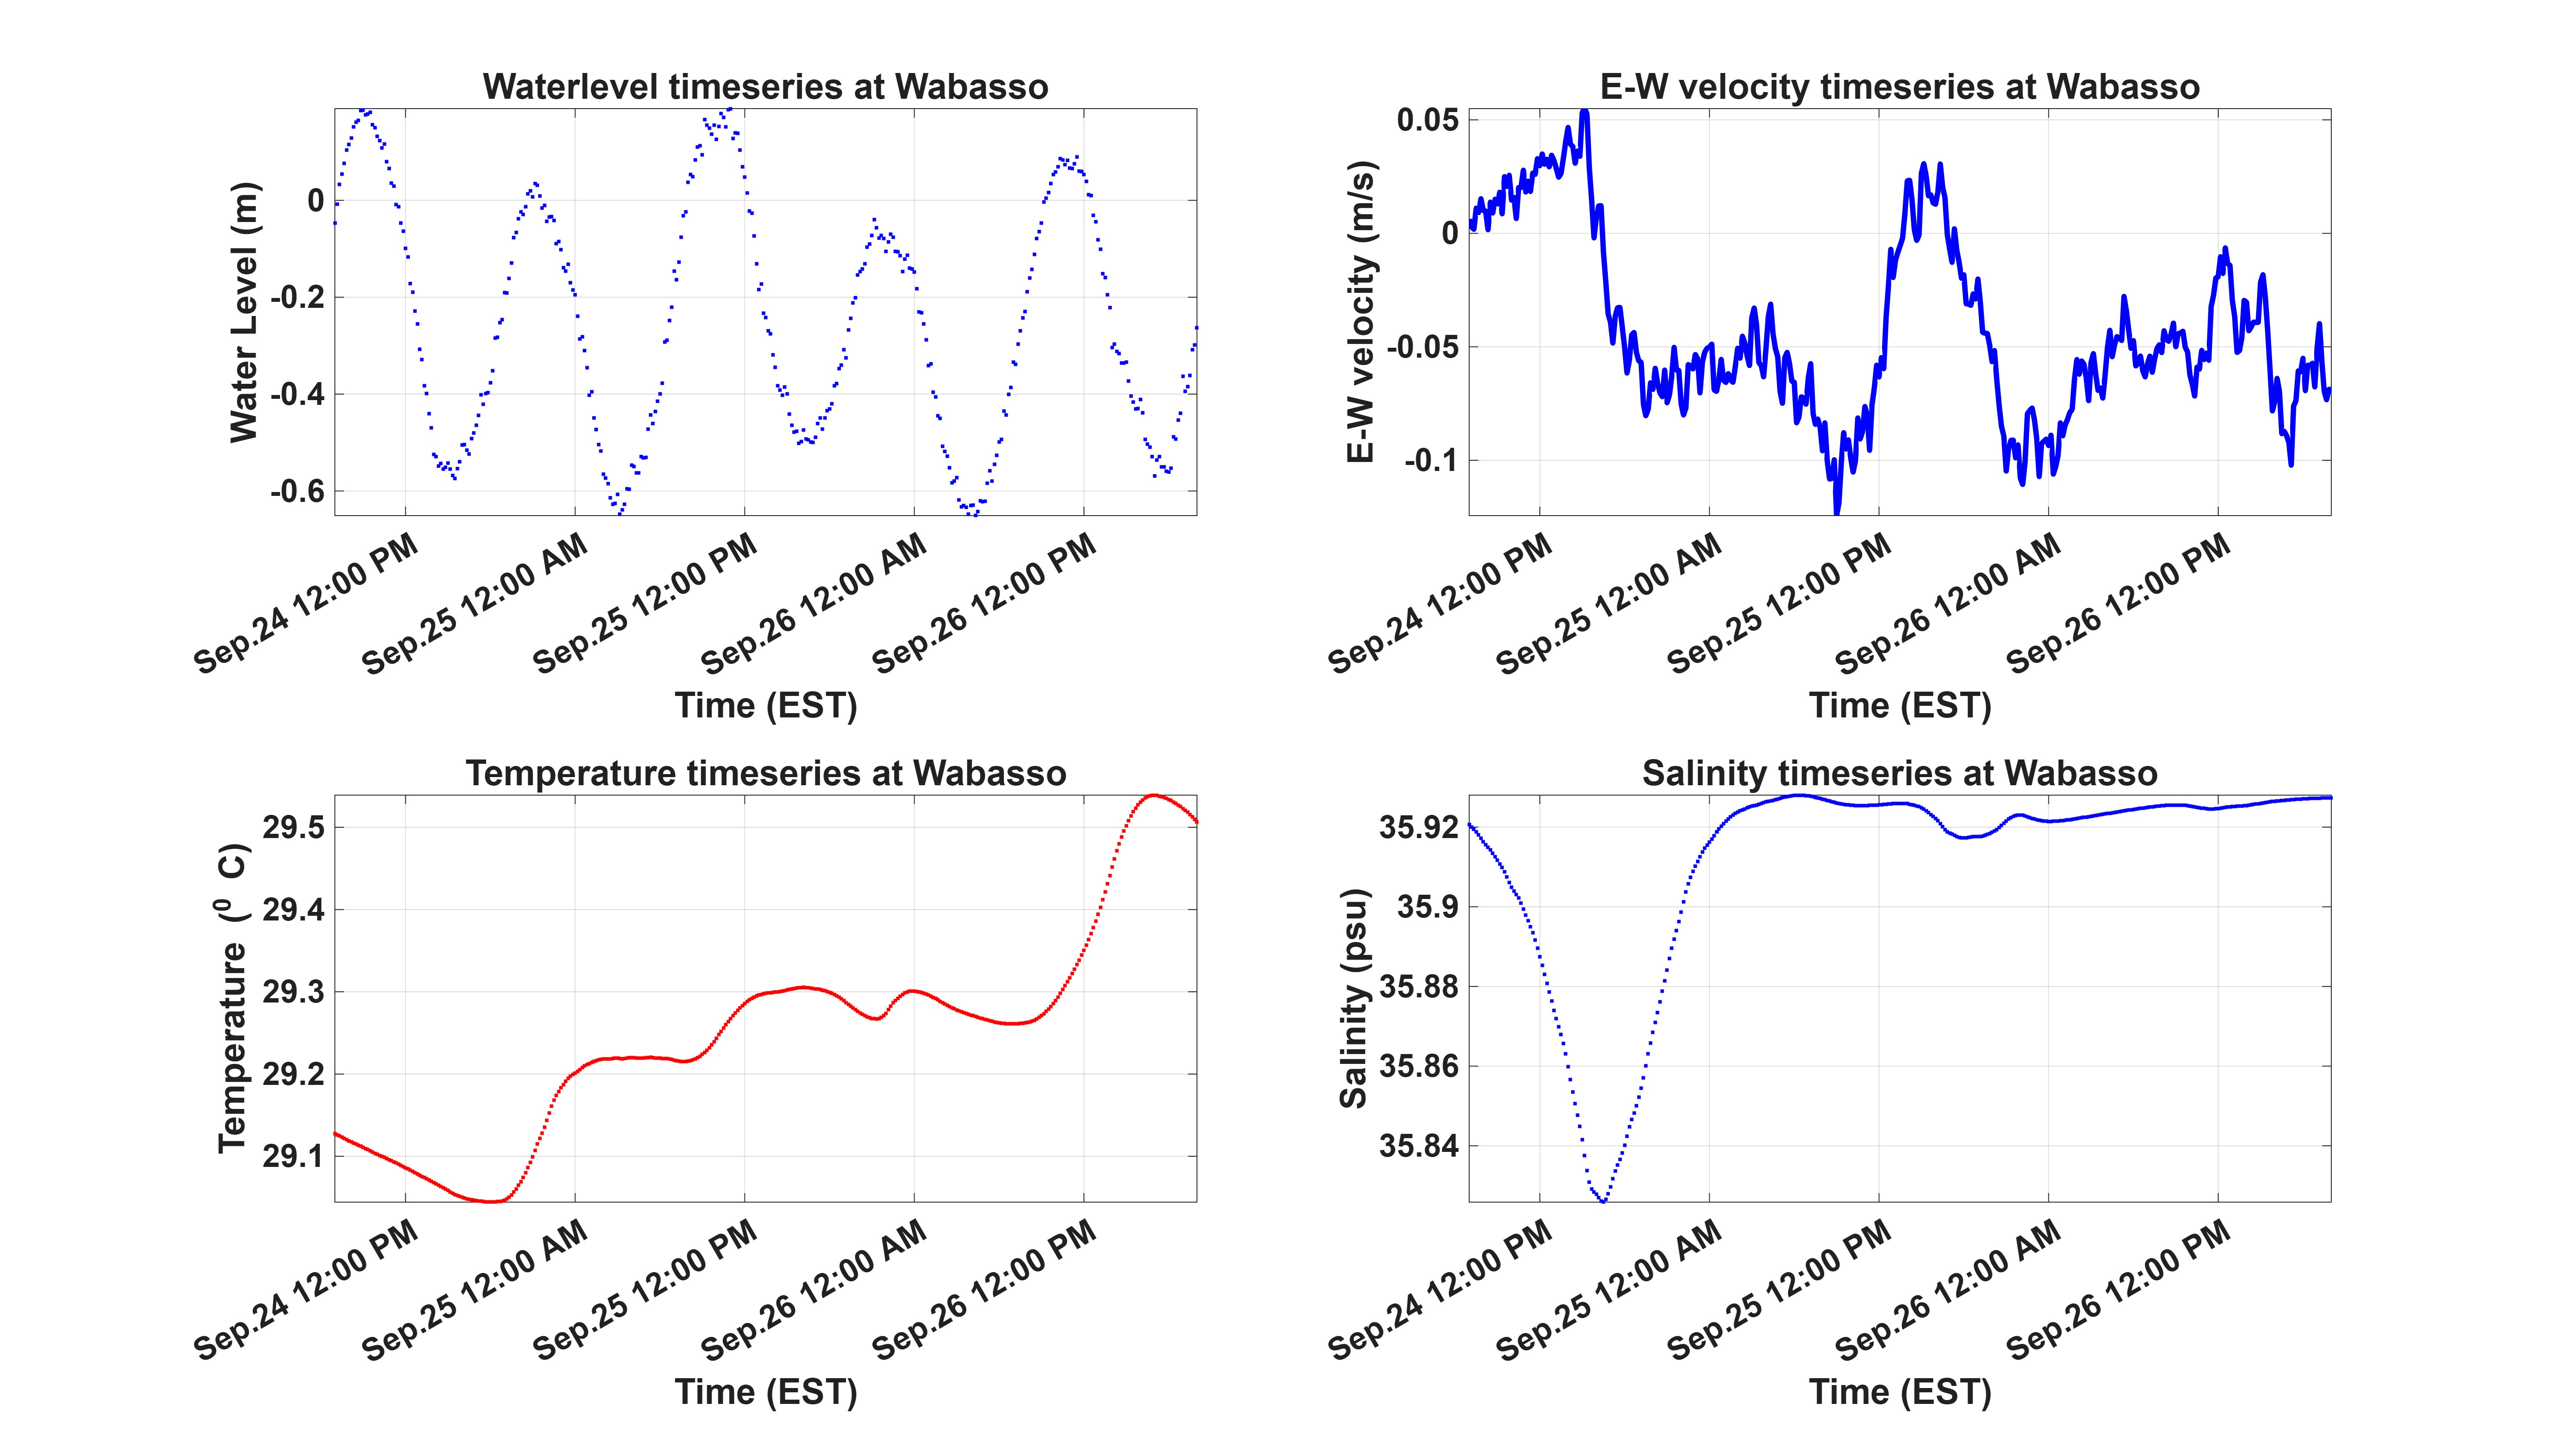 Waterlevel timeseries at Wabasso
Water Level (m)
0
-0.2
-0.4
-0.6
Sep.24 12:00 PM
Sep.25 12:00 AM
Sep.25 12:00 PM
Sep.26 12:00 AM
Sep.26 12:00 PM
Time (EST)
E-W velocity timeseries at Wabasso
E-W velocity (m/s)
0.05
0
-0.05
-0.1
Sep.24 12:00 PM
Sep.25 12:00 AM
Sep.25 12:00 PM
Sep.26 12:00 AM
Sep.26 12:00 PM
Time (EST)
Temperature timeseries at Wabasso
Temperature (⁰ C)
29.5
29.4
29.3
29.2
29.1
Sep.24 12:00 PM
Sep.25 12:00 AM
Sep.25 12:00 PM
Sep.26 12:00 AM
Sep.26 12:00 PM
Time (EST)
Salinity timeseries at Wabasso
Salinity (psu)
35.92
35.9
35.88
35.86
35.84
Sep.24 12:00 PM
Sep.25 12:00 AM
Sep.25 12:00 PM
Sep.26 12:00 AM
Sep.26 12:00 PM
Time (EST)